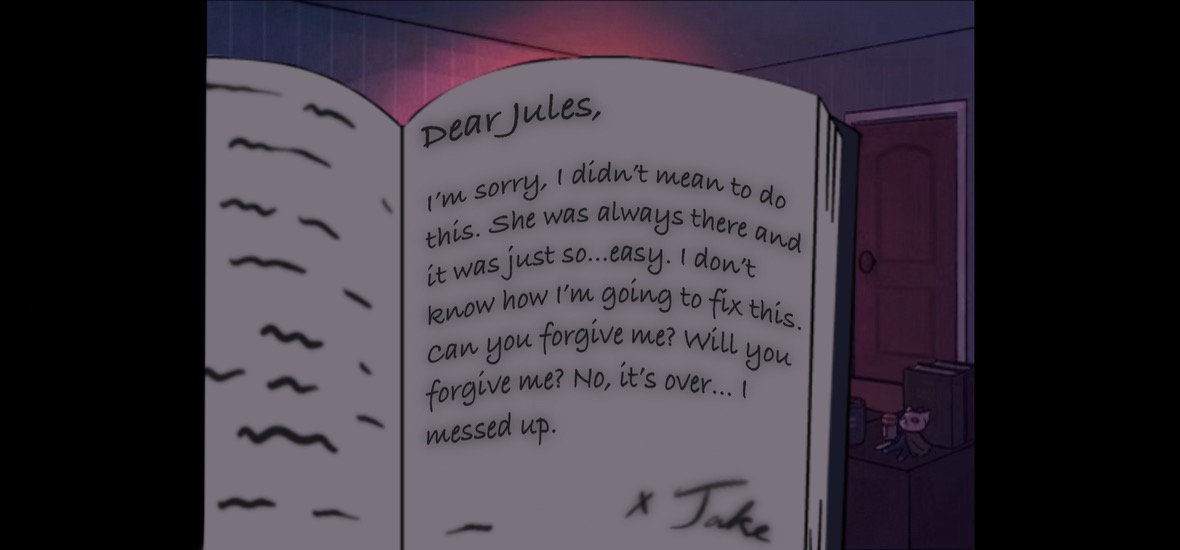 Dear Jules,
I'm sorry, I didn't mean to do
this. She was always there and
it was just so...easy. I don't
know how I'm going to fix this.
Can you forgive me? Will you
forgive me? No, it's over... I
messed up.
x Jake